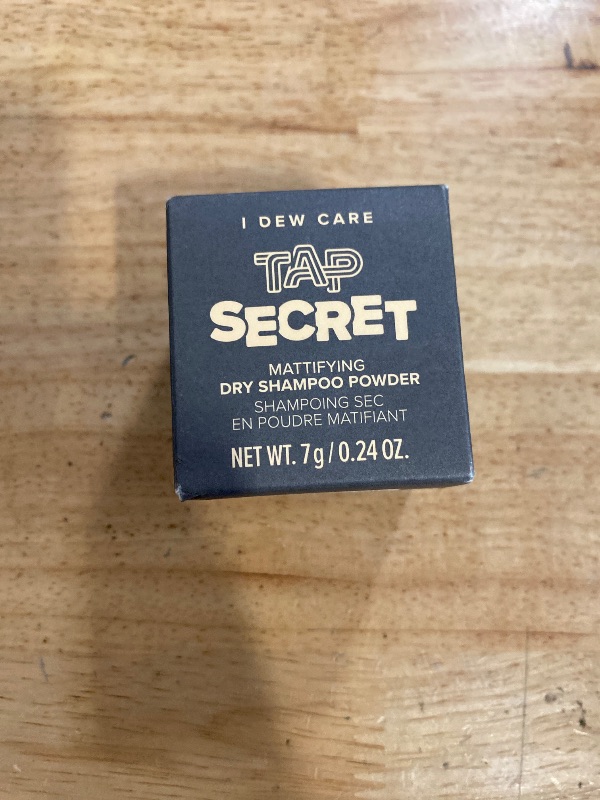 I DEW CARE
TAP
SECRET
MATTIFYING
DRY SHAMPOO POWDER
SHAMPOING SEC
EN POUDRE MATIFIANT
NET WT. 7g/0.24 OZ.